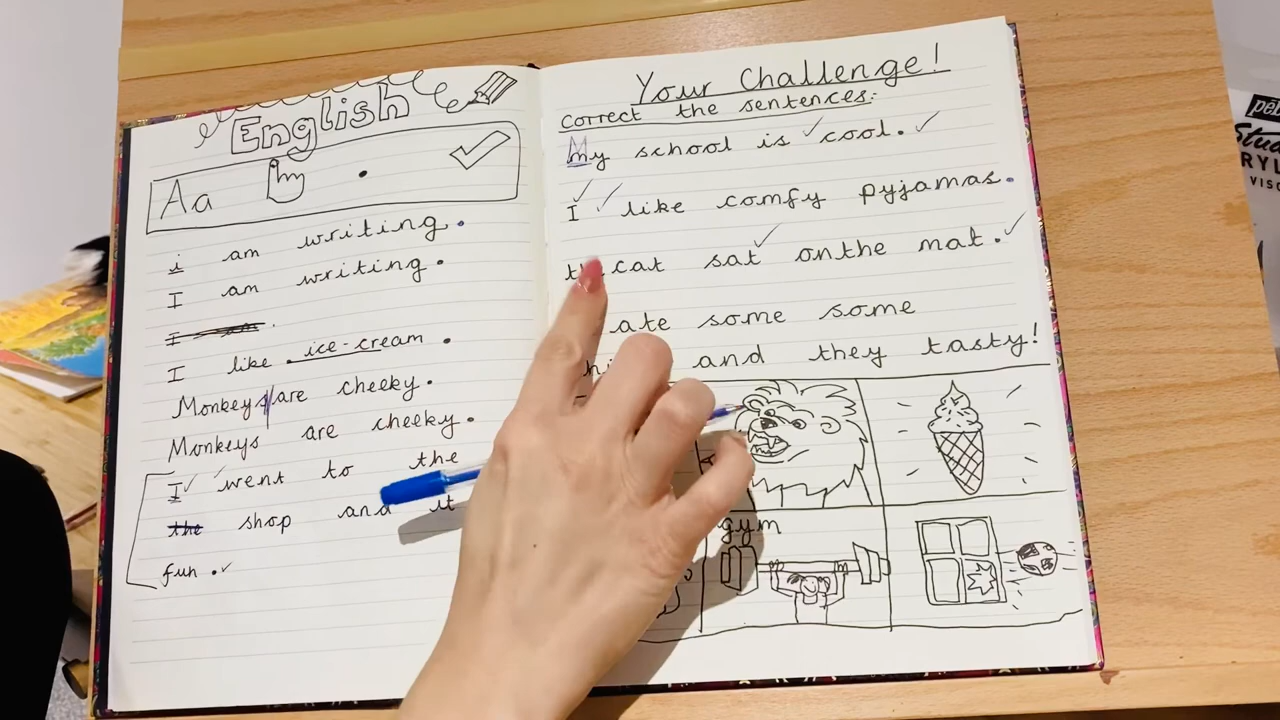 English
Aa .
i am writing.
I am writing.
I like ice-cream.
Monkeys are cheeky.
Monkeys are cheeky.
I went to the
the shop and it
fun.
Your Challenge!
Correct the sentences:
My school is cool.
I like comfy pyjamas.
cat sat onthe mat.
ate some some
and they tasty!
gym